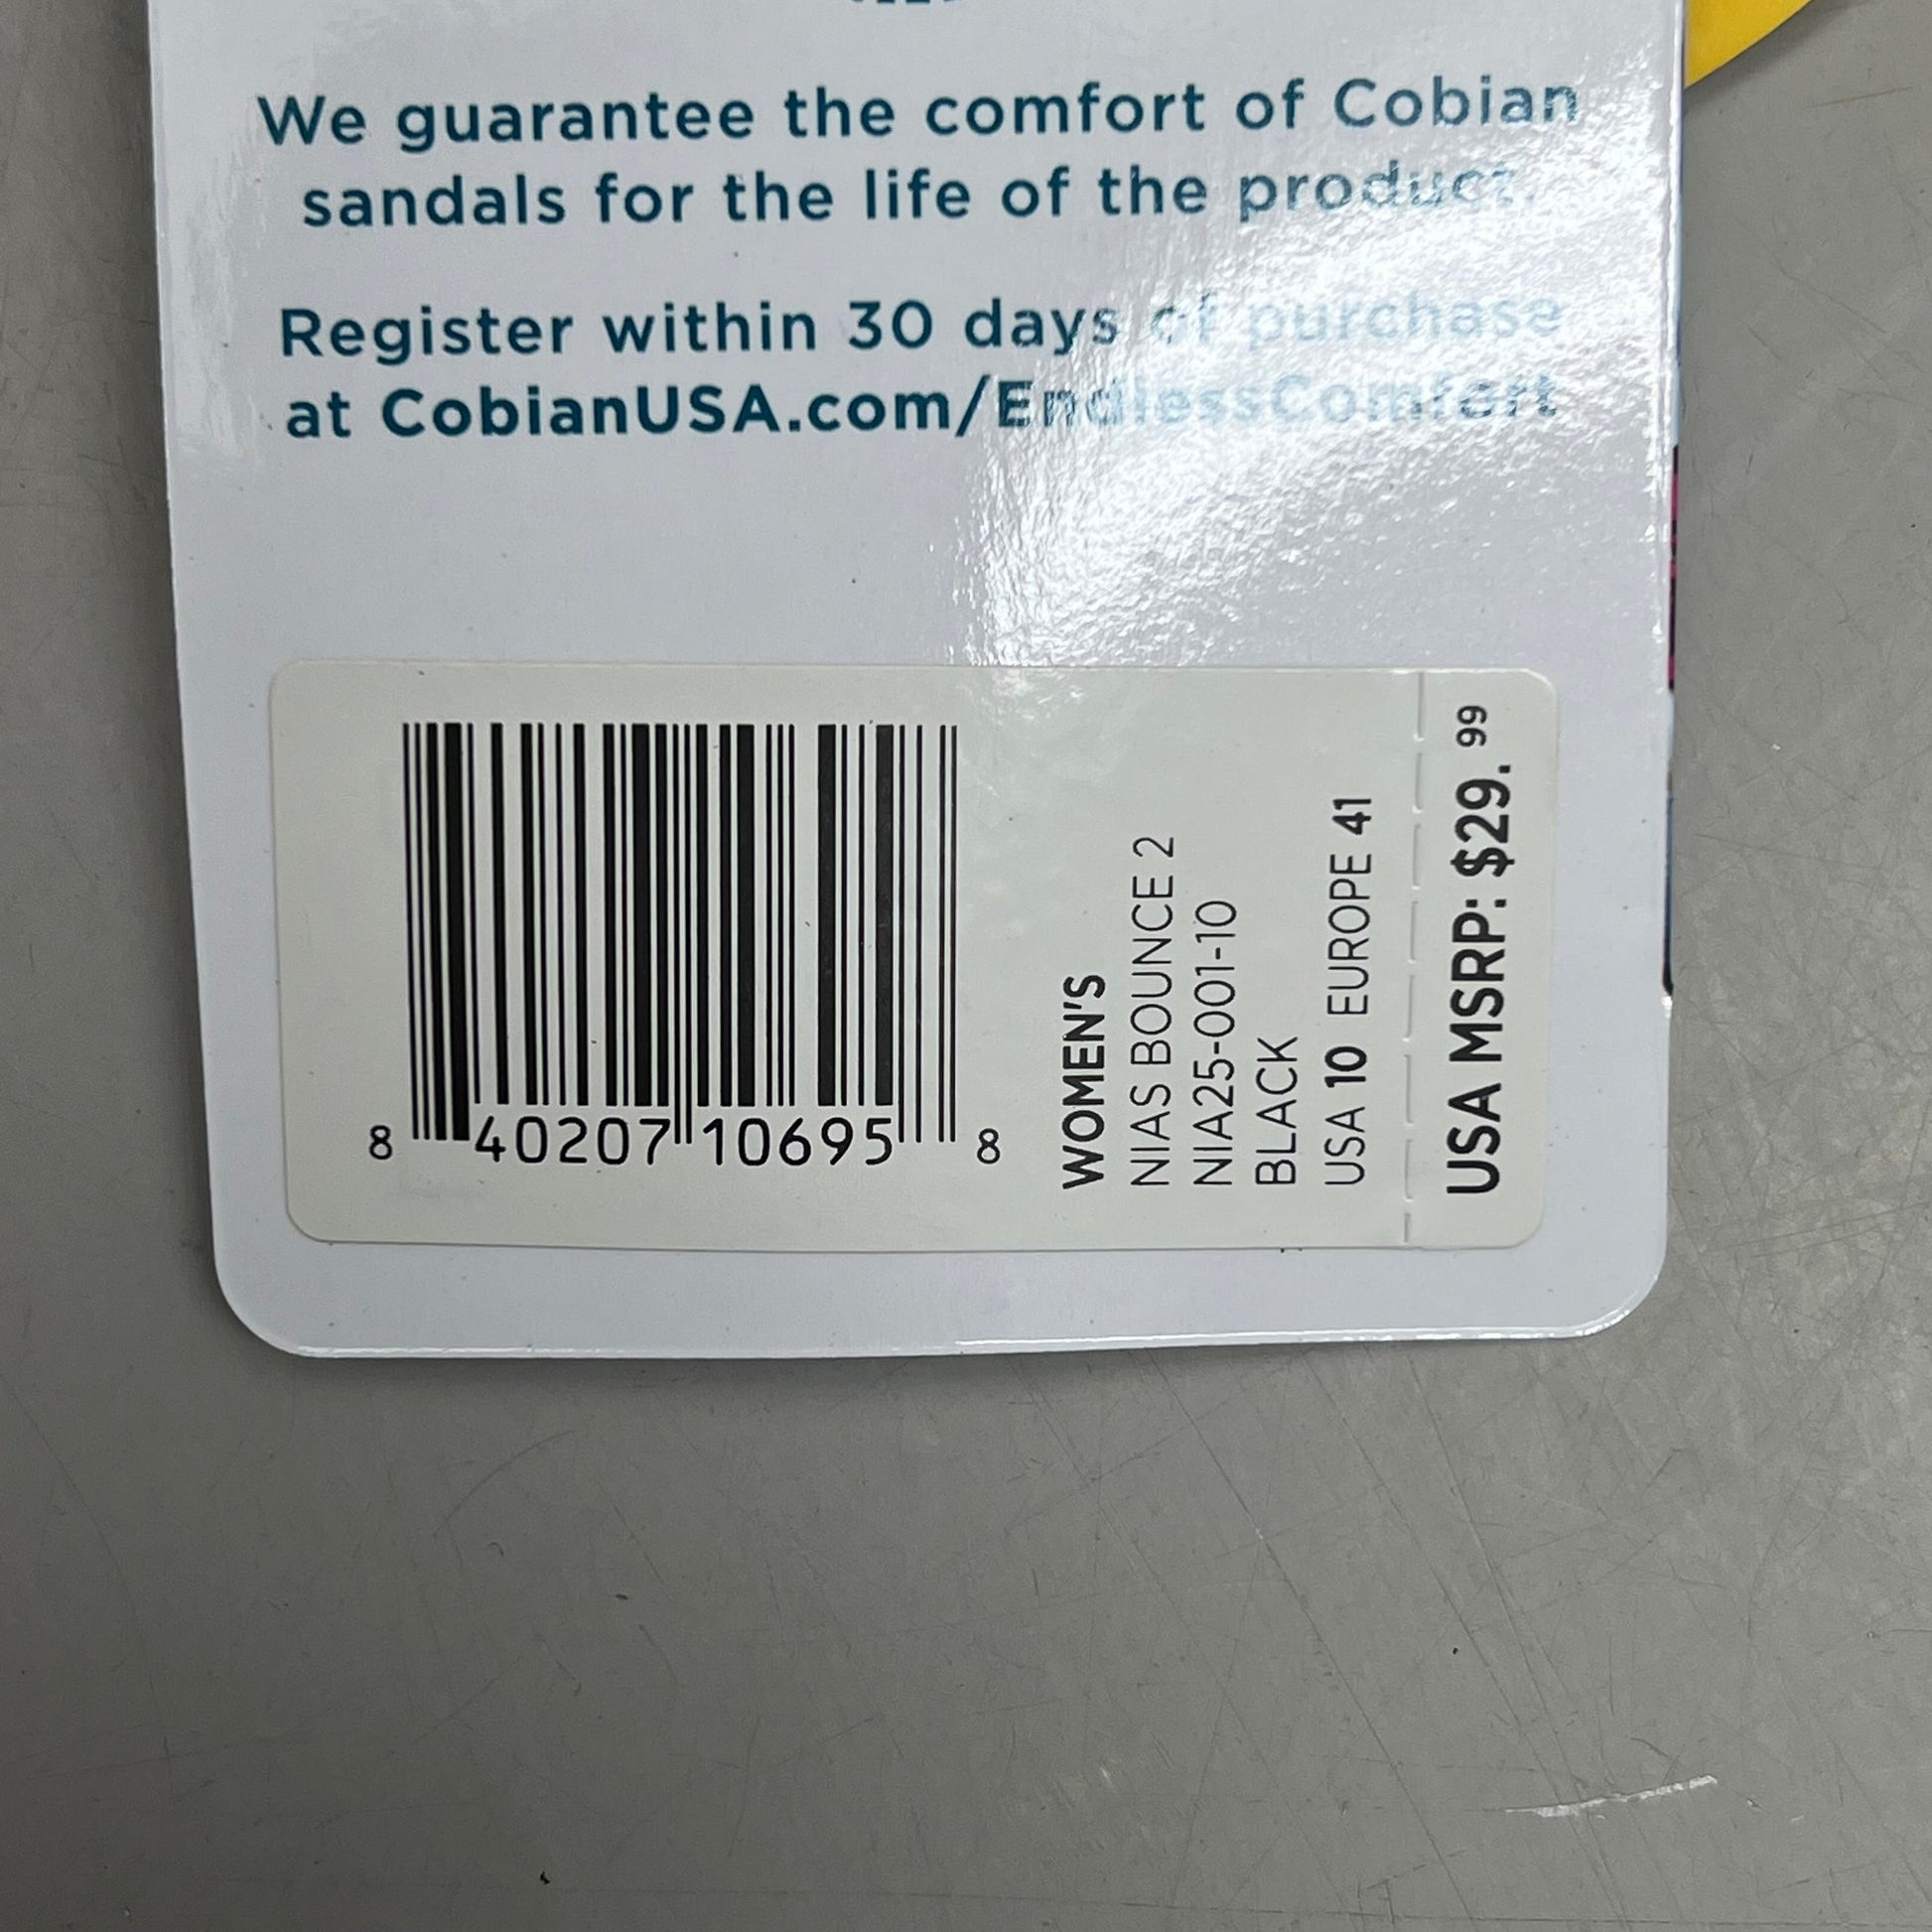 We guarantee the comfort of Cobian
sandals for the life of the product.
Register within 30 days of purchase
at CobianUSA.com/EndlessComfort
8 40207 10695 8
WOMEN'S
NIAS BOUNCE 2
NIA25-001-10
BLACK
USA 10 EUROPE 41
USA MSRP: $29.99